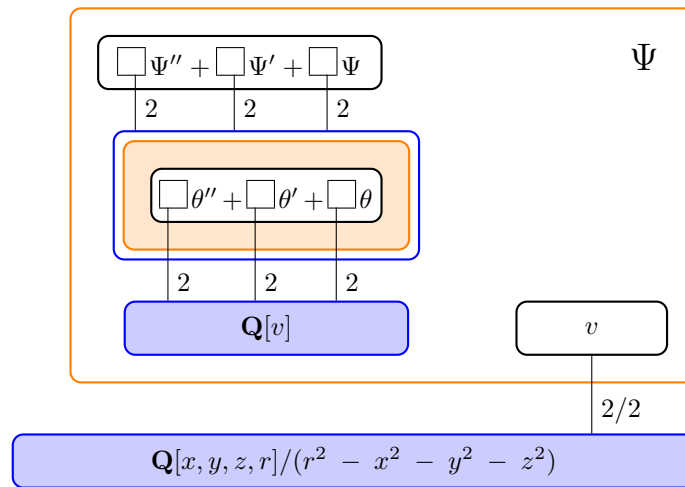 Ψ
□Ψ′′ + □Ψ′ + □Ψ
2 2 2
□θ′′ + □θ′ + □θ
2 2 2
Q[v]
v
2/2
Q[x, y, z, r]/(r² − x² − y² − z²)